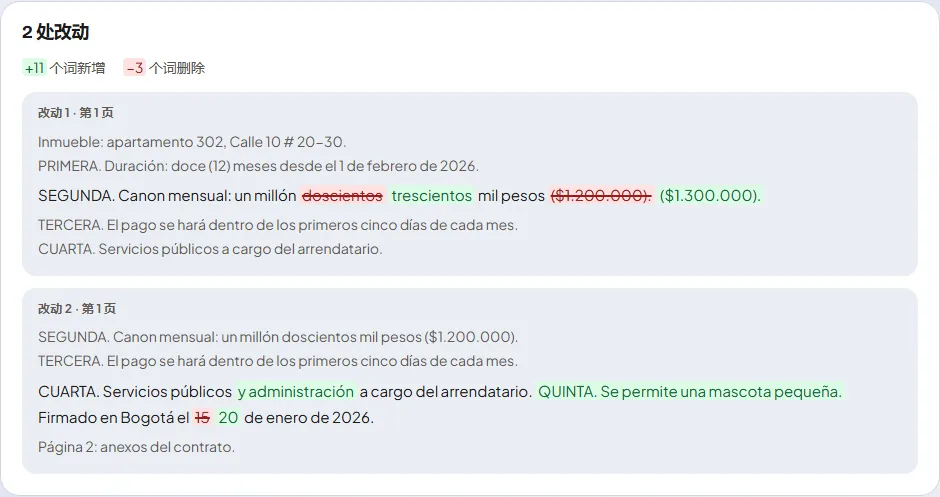 2 处改动
+11 个词新增 −3 个词删除
改动 1 · 第 1 页
Inmueble: apartamento 302, Calle 10 # 20–30.
PRIMERA. Duración: doce (12) meses desde el 1 de febrero de 2026.
SEGUNDA. Canon mensual: un millón doscientos trescientos mil pesos ($1.200.000). ($1.300.000).
TERCERA. El pago se hará dentro de los primeros cinco días de cada mes.
CUARTA. Servicios públicos a cargo del arrendatario.
改动 2 · 第 1 页
SEGUNDA. Canon mensual: un millón doscientos mil pesos ($1.200.000).
TERCERA. El pago se hará dentro de los primeros cinco días de cada mes.
CUARTA. Servicios públicos y administración a cargo del arrendatario. QUINTA. Se permite una mascota pequeña.
Firmado en Bogotá el 15 20 de enero de 2026.
Página 2: anexos del contrato.